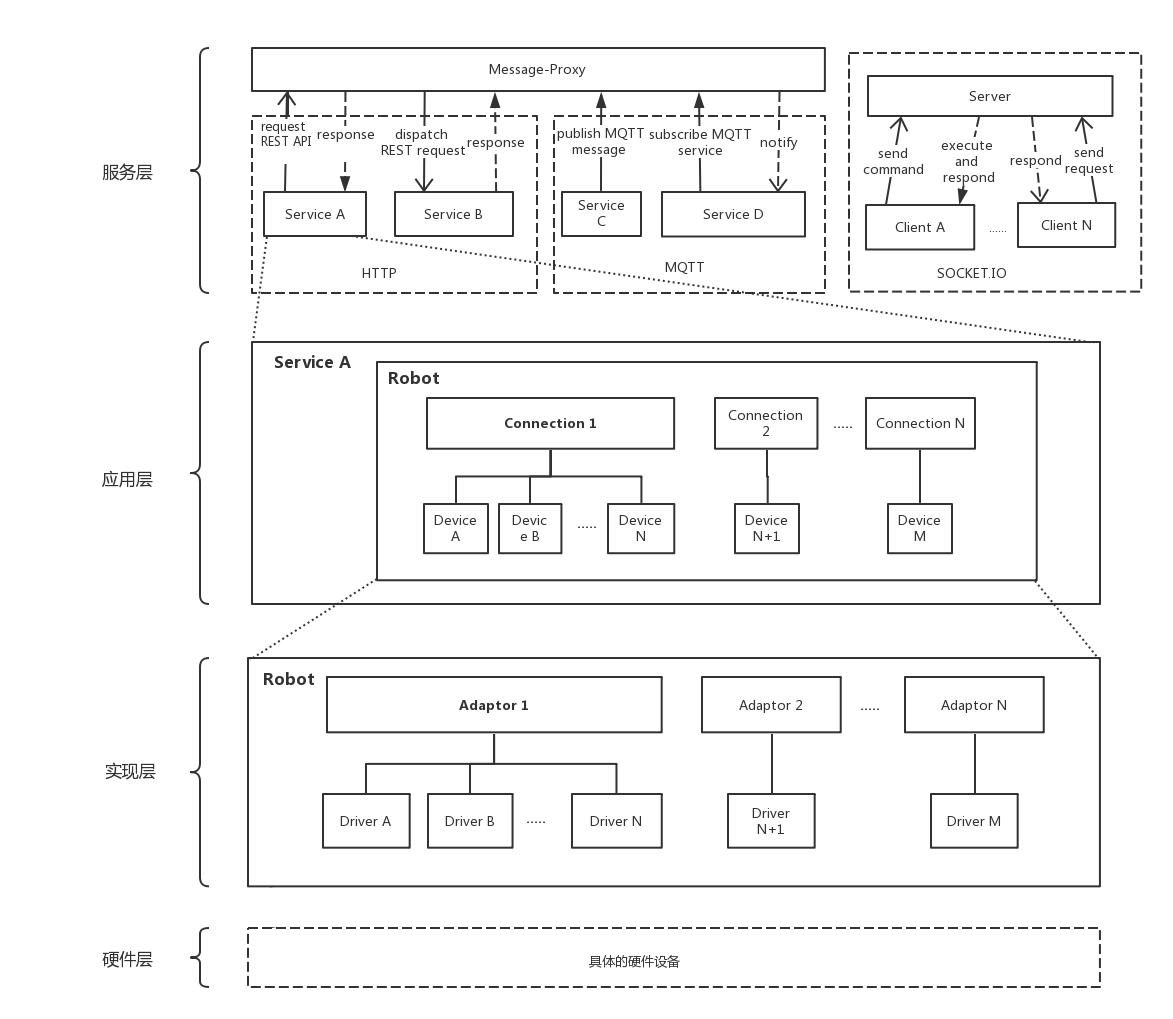 Message-Proxy
Server
request
REST API
response
dispatch
REST request
response
publish MQTT
message
subscribe MQTT
service
notify
send
command
execute
and
respond
respond
send
request
服务层
Service A
Service B
Service
C
Service D
Client A
......
Client N
HTTP
MQTT
SOCKET.IO
Service A
Robot
Connection 1
Connection
2
.....
Connection N
应用层
Device
A
Devic
e B
.....
Device
N
Device
N+1
Device
M
Robot
Adaptor 1
Adaptor 2
.....
Adaptor N
实现层
Driver A
Driver B
.....
Driver N
Driver
N+1
Driver M
硬件层
具体的硬件设备